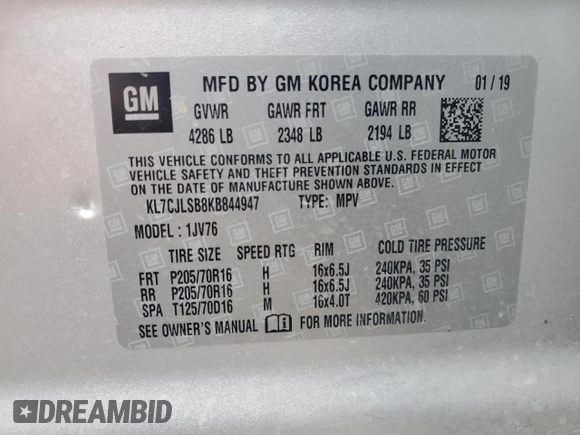 GM
MFD BY GM KOREA COMPANY 01/19
GVWR GAWR FRT GAWR RR
4286 LB 2348 LB 2194 LB
THIS VEHICLE CONFORMS TO ALL APPLICABLE U.S. FEDERAL MOTOR
VEHICLE SAFETY AND THEFT PREVENTION STANDARDS IN EFFECT
ON THE DATE OF MANUFACTURE SHOWN ABOVE.
KL7CJLSB8KB844947 TYPE: MPV
MODEL: 1JV76
TIRE SIZE SPEED RTG RIM COLD TIRE PRESSURE
FRT P205/70R16 H 16x6.5J 240KPA, 35 PSI
RR P205/70R16 H 16x6.5J 240KPA, 35 PSI
SPA T125/70D16 M 16x4.0T 420KPA, 60 PSI
SEE OWNER'S MANUAL FOR MORE INFORMATION.
DREAMBID